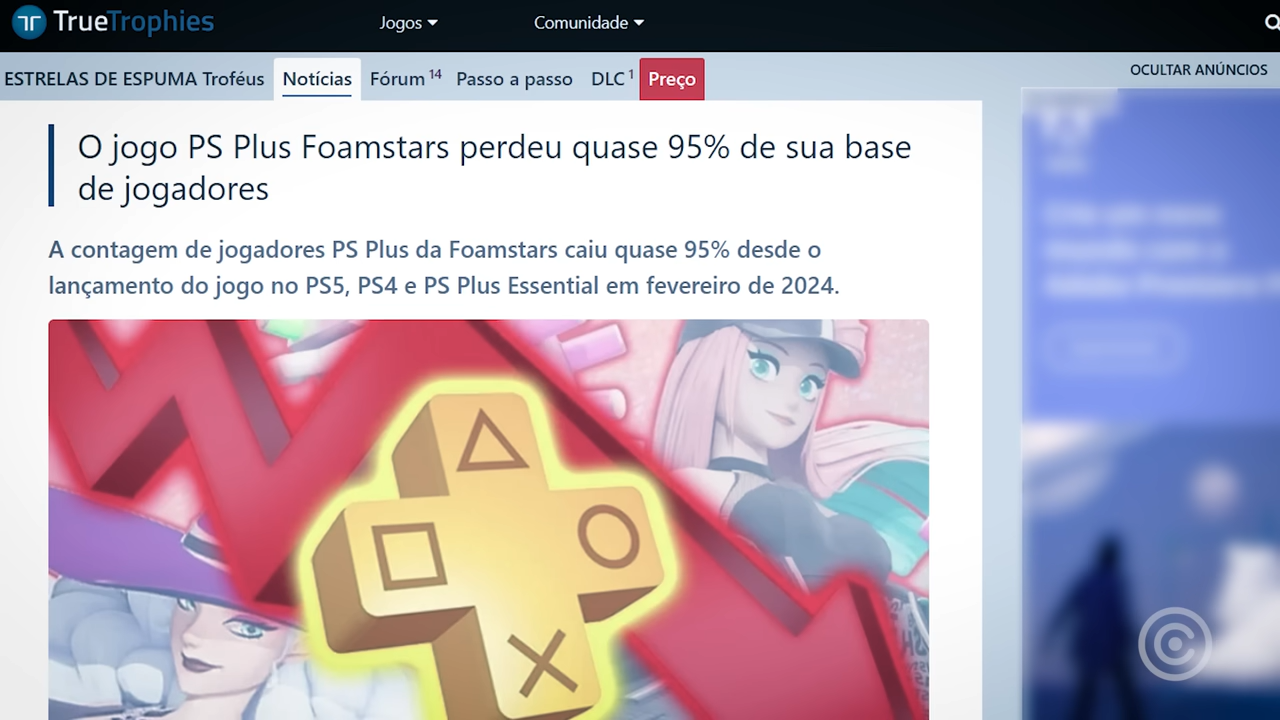 TrueTrophies
Jogos
Comunidade
ESTRELAS DE ESPUMA Troféus
Notícias
Fórum 14
Passo a passo
DLC 1
Preço
OCULTAR ANÚNCIOS
O jogo PS Plus Foamstars perdeu quase 95% de sua base
de jogadores
A contagem de jogadores PS Plus da Foamstars caiu quase 95% desde o
lançamento do jogo no PS5, PS4 e PS Plus Essential em fevereiro de 2024.